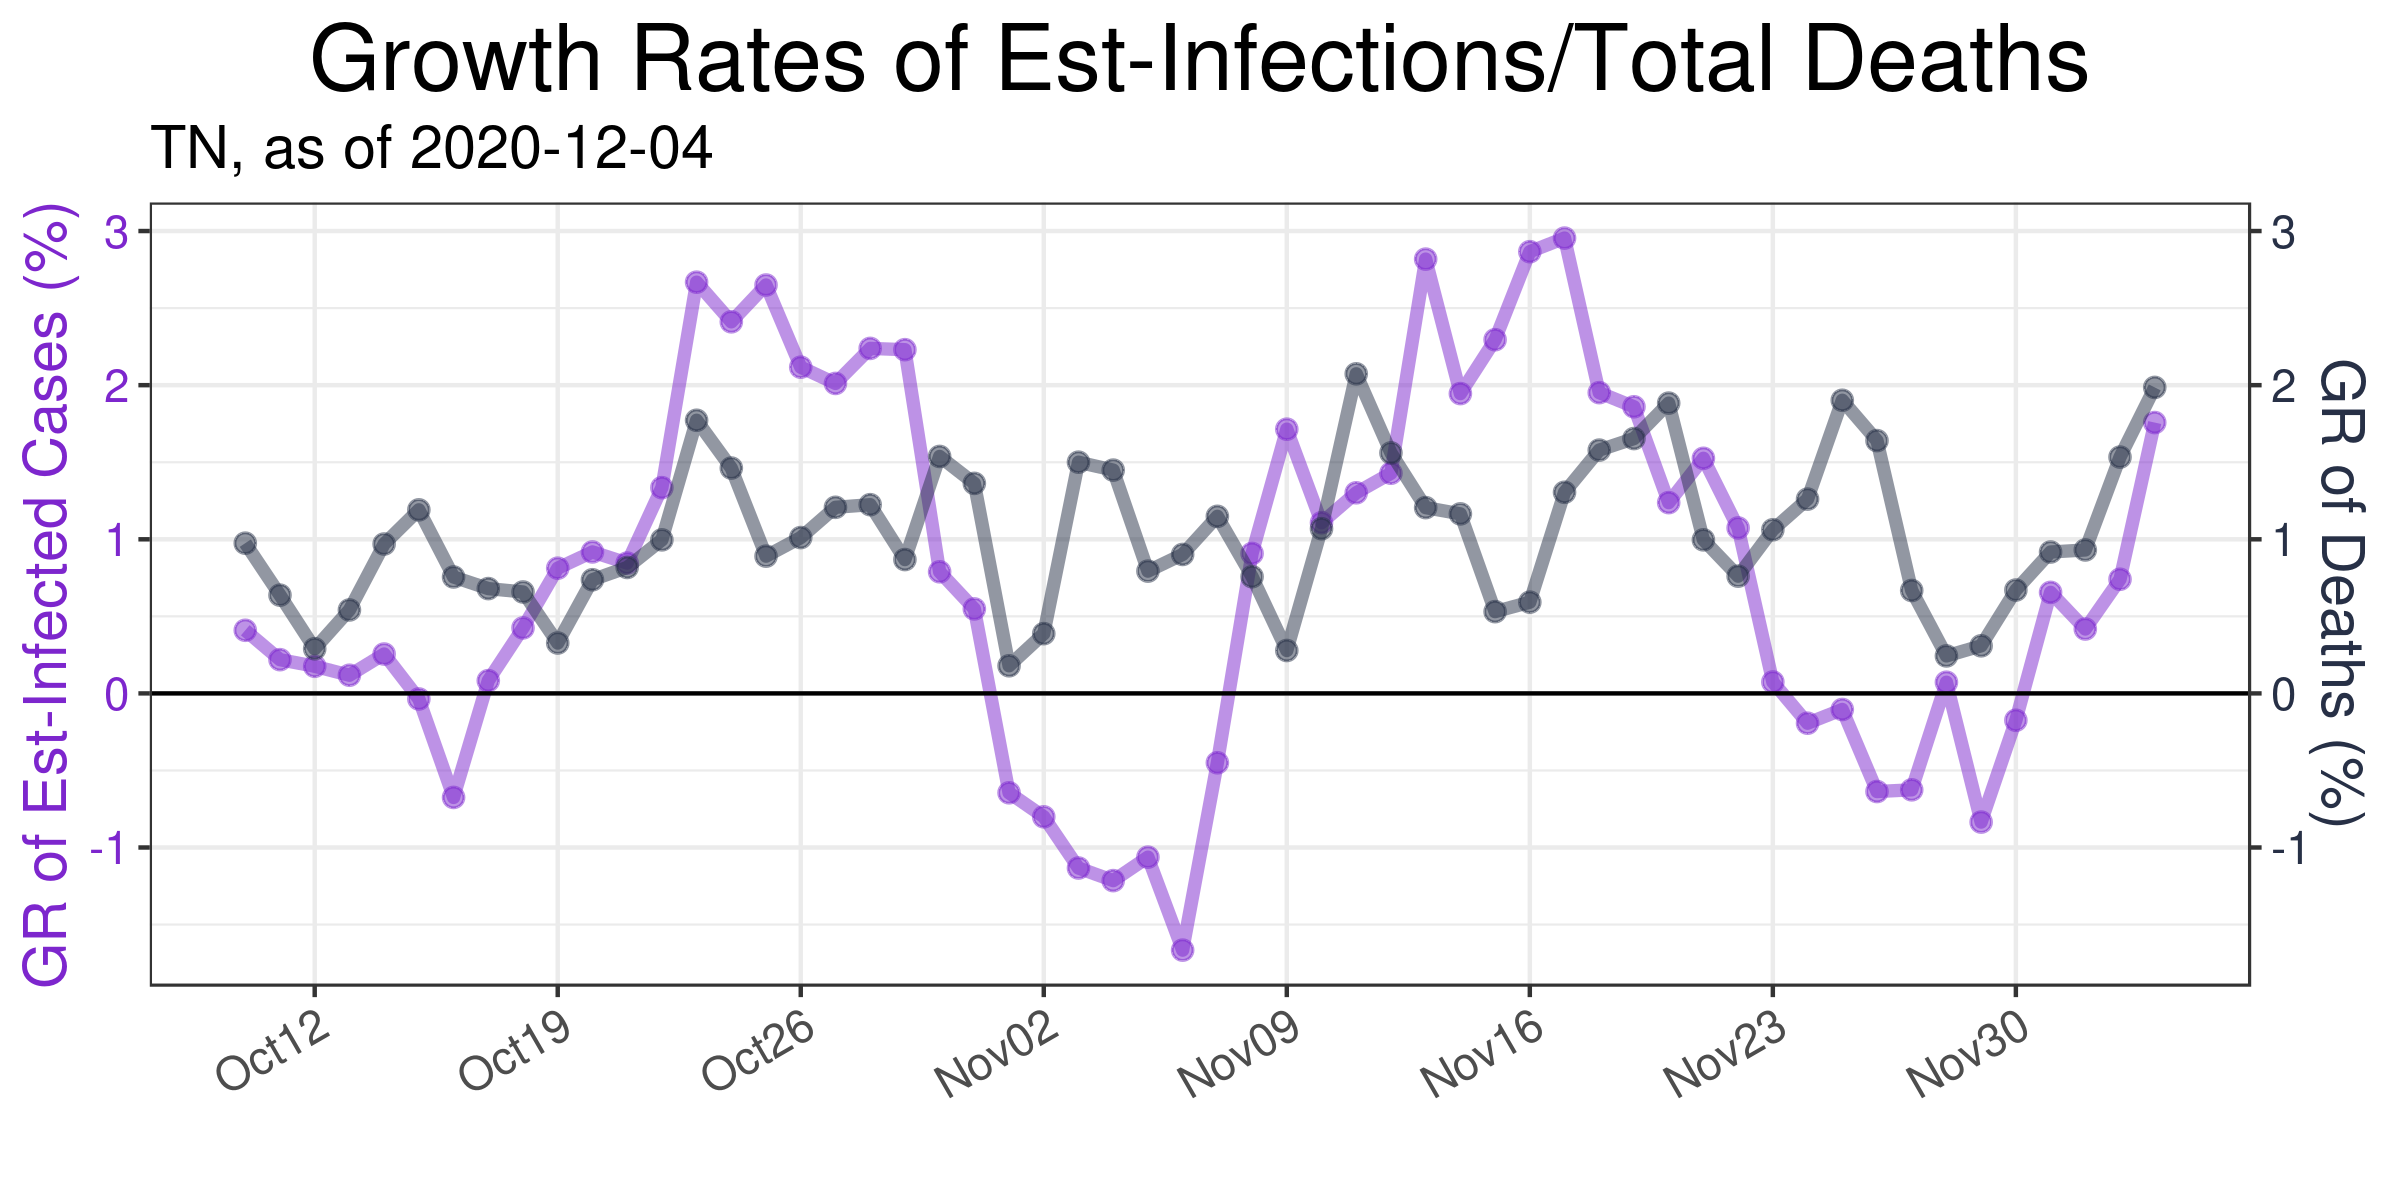 Growth Rates of Est-Infections/Total Deaths
TN, as of 2020-12-04
GR of Est-Infected Cases (%)
3
2
1
0
-1
3
2
1
0
-1
GR of Deaths (%)
Oct12
Oct19
Oct26
Nov02
Nov09
Nov16
Nov23
Nov30